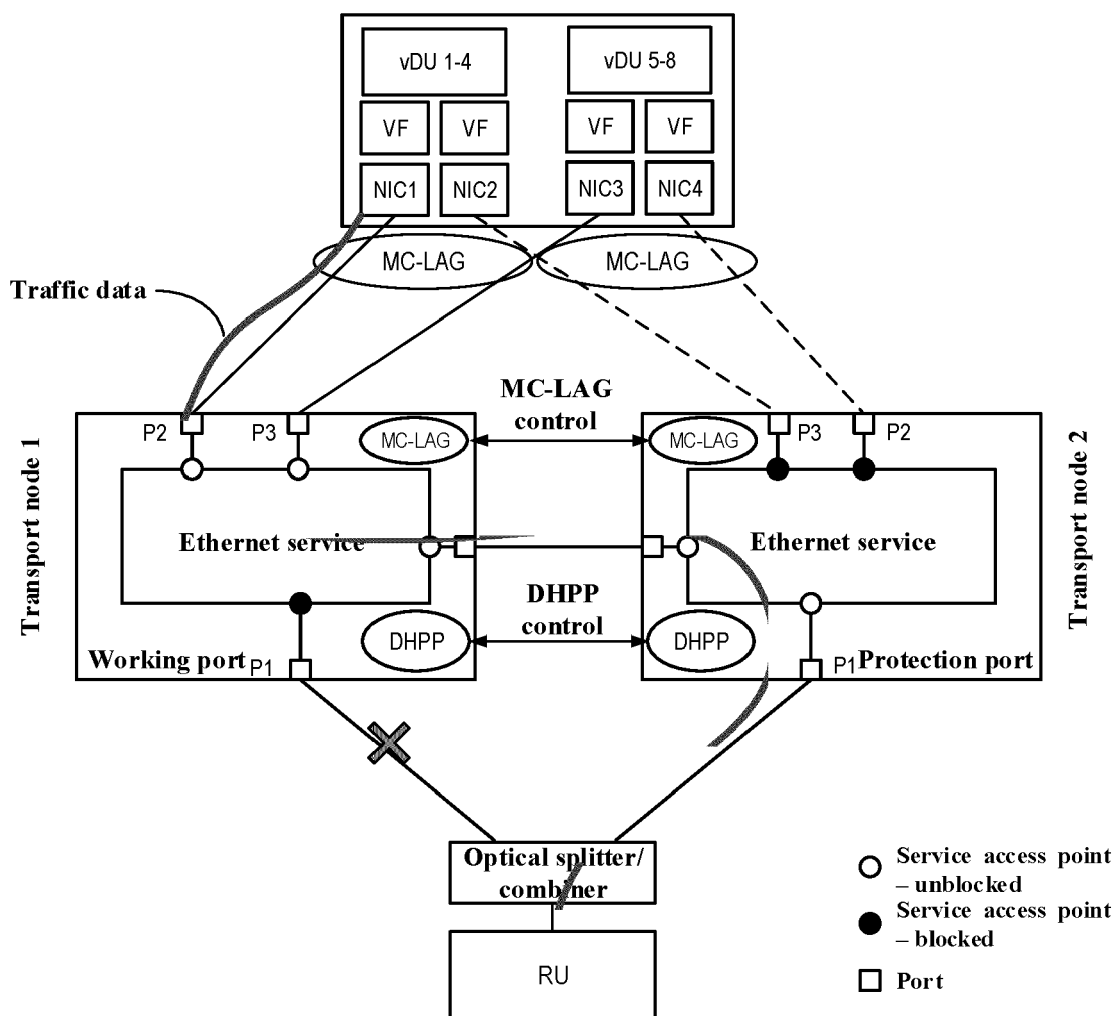 vDU 1-4
vDU 5-8
VF
VF
VF
VF
NIC1
NIC2
NIC3
NIC4
MC-LAG
MC-LAG
Traffic data
MC-LAG
control
P2
P3
MC-LAG
MC-LAG
P3
P2
Transport node 1
Transport node 2
Ethernet service
Ethernet service
DHPP
control
DHPP
DHPP
Working port
P1
P1
Protection port
Optical splitter/
combiner
RU
Service access point
– unblocked
Service access point
– blocked
Port